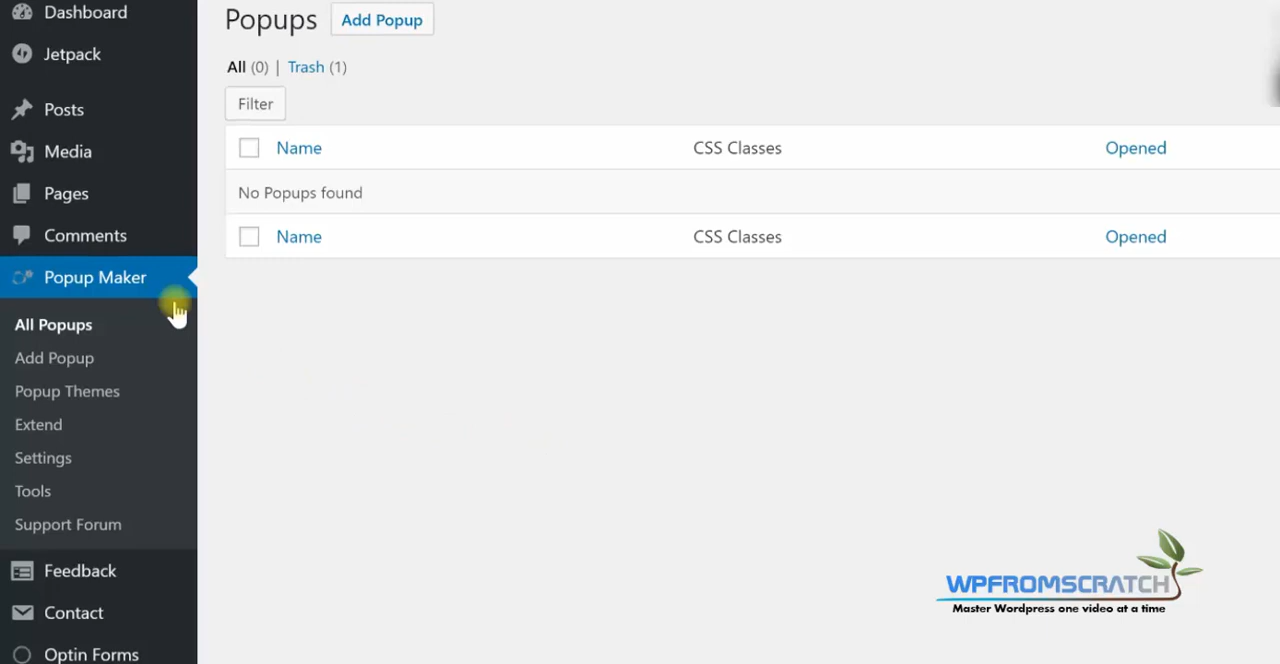 Dashboard
Jetpack
Posts
Media
Pages
Comments
Popup Maker
All Popups
Add Popup
Popup Themes
Extend
Settings
Tools
Support Forum
Feedback
Contact
Optin Forms
Popups Add Popup
All (0) | Trash (1)
Filter
Name CSS Classes Opened
No Popups found
Name CSS Classes Opened
WPFROMSCRATCH
Master Wordpress one video at a time